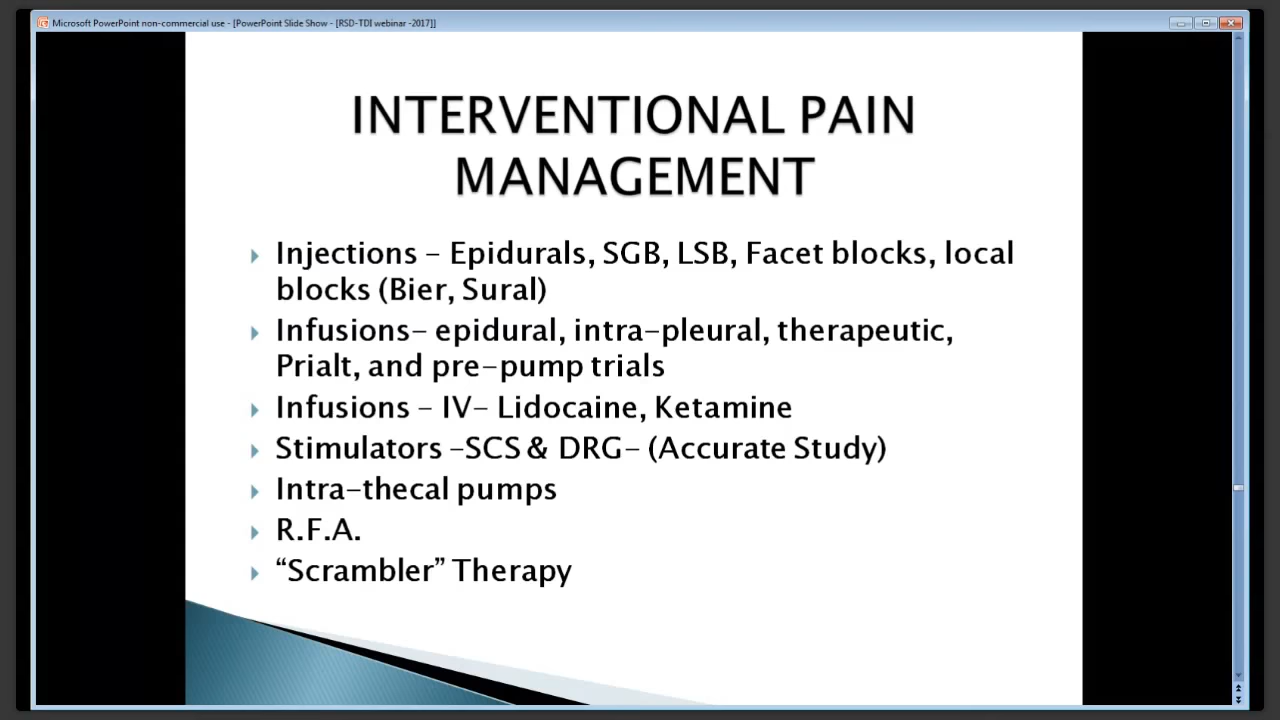 Microsoft PowerPoint non-commercial use - [PowerPoint Slide Show - [RSD-TDI webinar -2017]]
INTERVENTIONAL PAIN
MANAGEMENT
Injections – Epidurals, SGB, LSB, Facet blocks, local
blocks (Bier, Sural)
Infusions– epidural, intra–pleural, therapeutic,
Prialt, and pre–pump trials
Infusions – IV– Lidocaine, Ketamine
Stimulators –SCS & DRG– (Accurate Study)
Intra–thecal pumps
R.F.A.
“Scrambler” Therapy